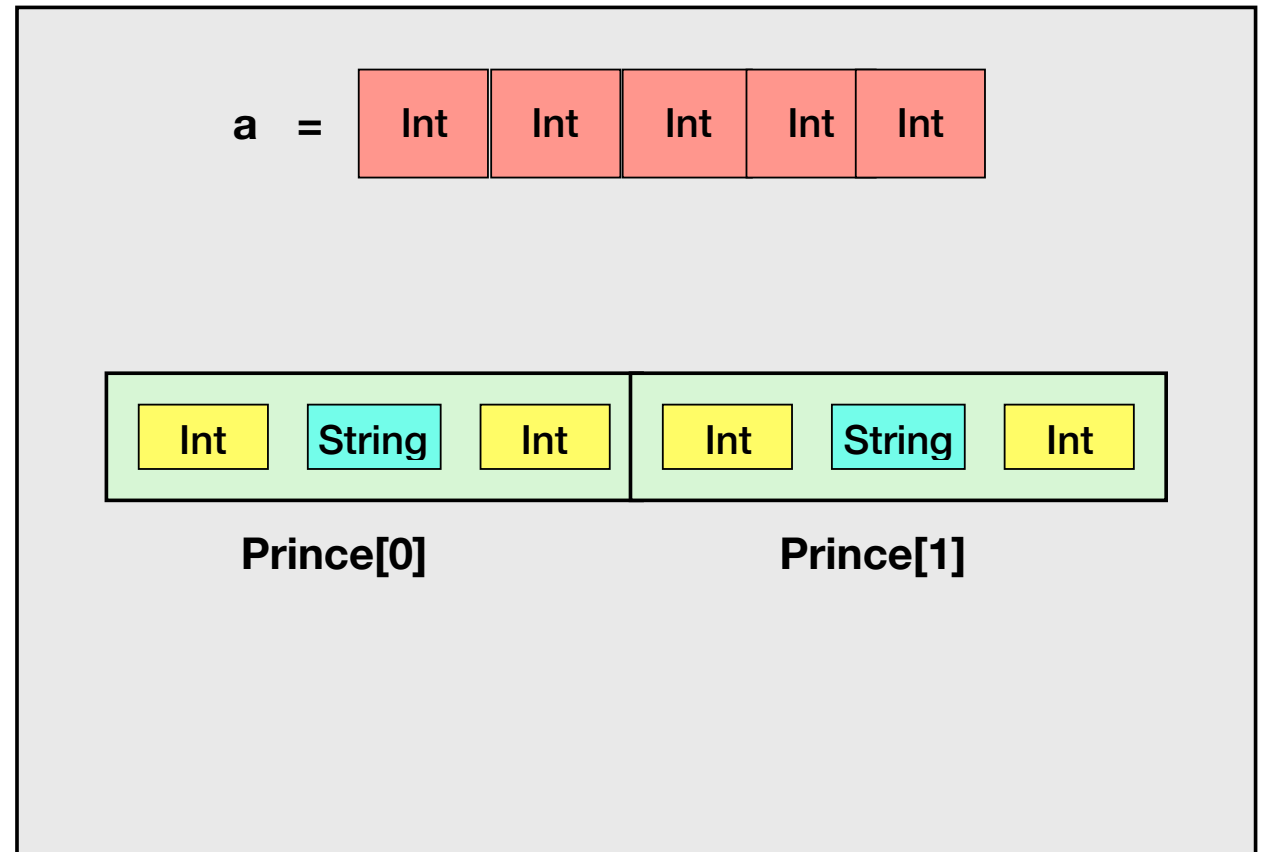 a = Int Int Int Int Int
Int String Int Int String Int
Prince[0] Prince[1]